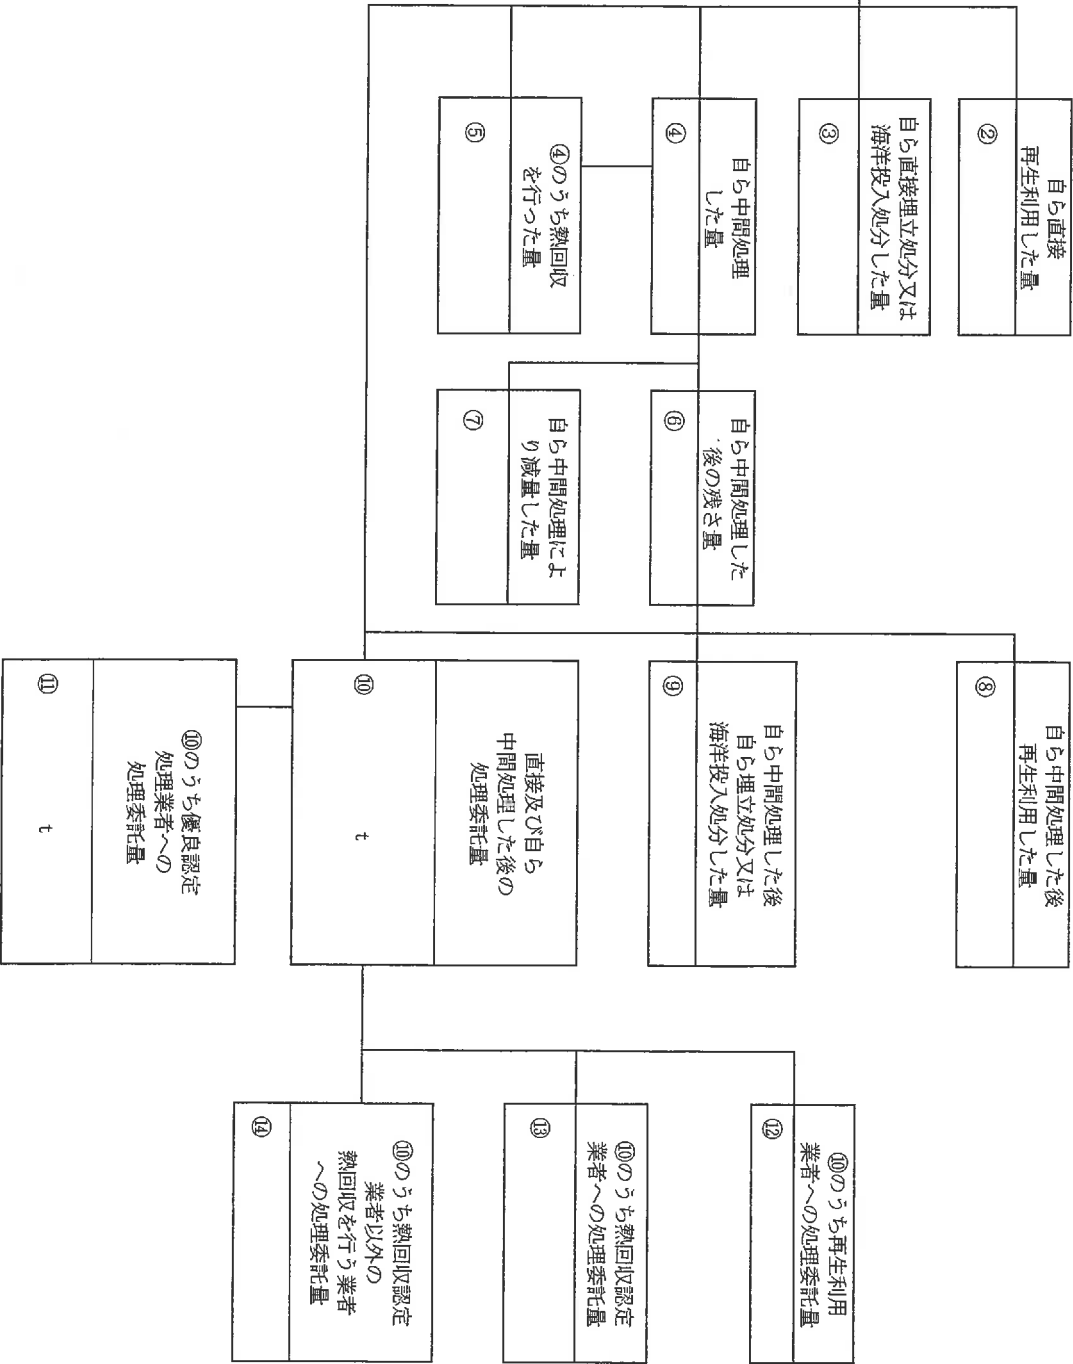 自ら直接
再生利用した量
②
自ら直接埋立処分又は
海洋投入処分した量
③
自ら中間処理
した量
④
④のうち熱回収
を行った量
⑤
自ら中間処理した
後の残さ量
⑥
自ら中間処理によ
り減量した量
⑦
自ら中間処理した後
再生利用した量
⑧
自ら中間処理した後
自ら埋立処分又は
海洋投入処分した量
⑨
直接及び自ら
中間処理した後の
処理委託量
⑩ t
⑩のうち優良認定
処理業者への
処理委託量
⑪ t
⑩のうち再生利用
業者への処理委託量
⑫
⑩のうち熱回収認定
業者への処理委託量
⑬
⑩のうち熱回収認定
業者以外の
熱回収を行う業者
への処理委託量
⑭